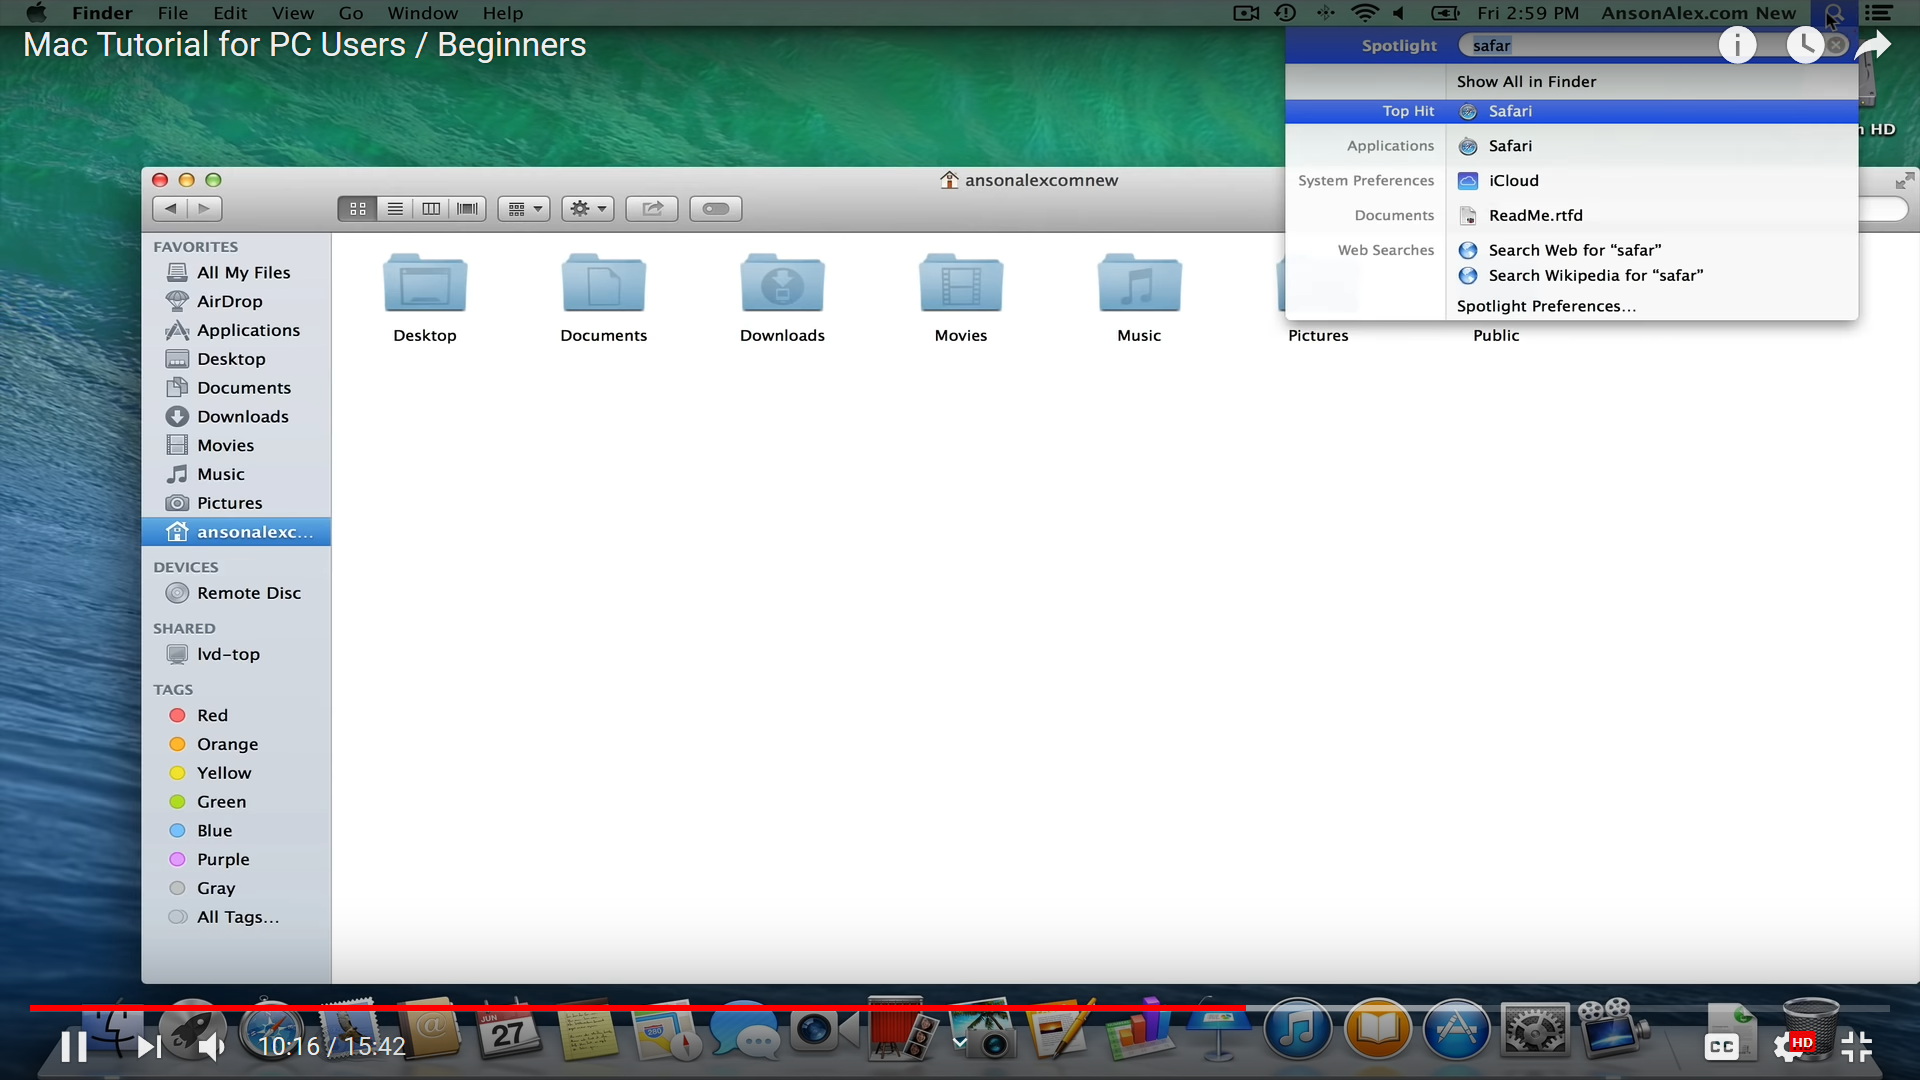 Finder File Edit View Go Window Help Fri 2:59 PM AnsonAlex.com New
Mac Tutorial for PC Users / Beginners
Spotlight safar
Show All in Finder
Top Hit Safari
Applications Safari
System Preferences iCloud
Documents ReadMe.rtfd
Web Searches Search Web for “safar”
Search Wikipedia for “safar”
Spotlight Preferences...
HD
ansonalexcomnew
FAVORITES
All My Files
AirDrop
Applications
Desktop
Documents
Downloads
Movies
Music
Pictures
ansonalexc...
DEVICES
Remote Disc
SHARED
lvd-top
TAGS
Red
Orange
Yellow
Green
Blue
Purple
Gray
All Tags...
Desktop Documents Downloads Movies Music Pictures Public
JUN
27
280
10:16 / 15:42
CC HD